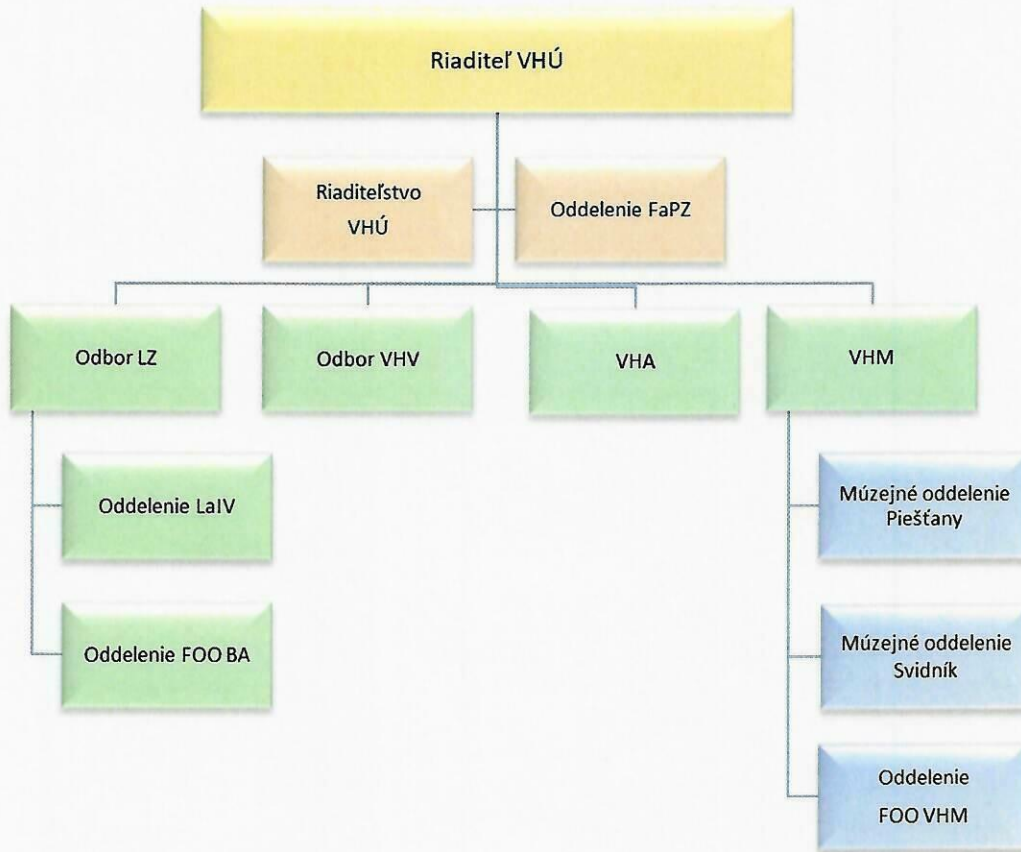 Riaditeľ VHÚ
Riaditeľstvo
VHÚ
Oddelenie FaPZ
Odbor LZ
Odbor VHV
VHA
VHM
Oddelenie LaIV
Oddelenie FOO BA
Múzejné oddelenie
Piešťany
Múzejné oddelenie
Svidník
Oddelenie
FOO VHM